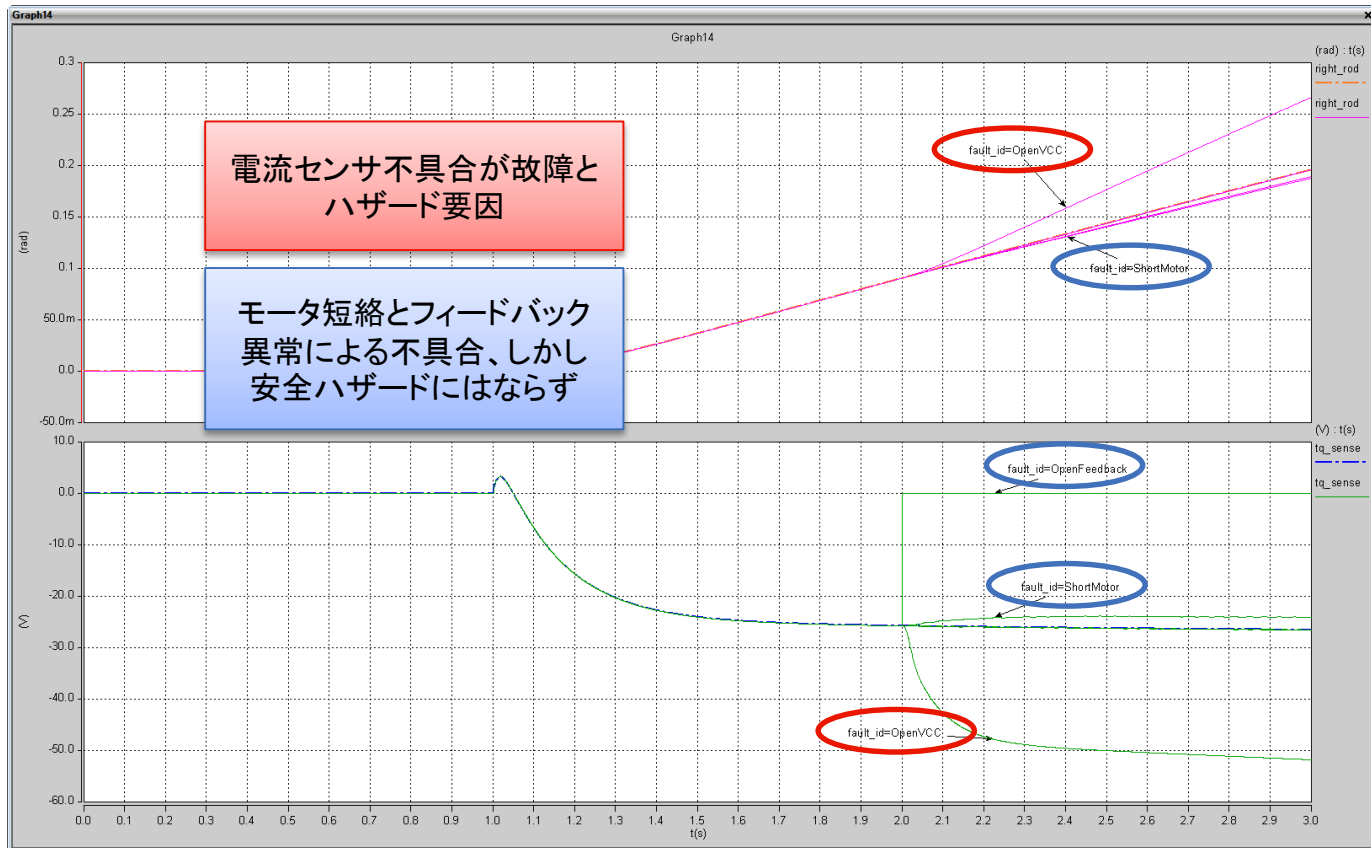 Graph14
Graph14
(rad) : t(s)
right_rod
right_rod
0.3
0.25
0.2
0.15
0.1
50.0m
0.0
-50.0m
(rad)
電流センサ不具合が故障と
ハザード要因
モータ短絡とフィードバック
異常による不具合、しかし
安全ハザードにはならず
fault_id=OpenVCC
fault_id=ShortMotor
(V) : t(s)
tq_sense
tq_sense
10.0
0.0
-10.0
-20.0
-30.0
-40.0
-50.0
-60.0
(V)
fault_id=OpenFeedback
fault_id=ShortMotor
fault_id=OpenVCC
0.0 0.1 0.2 0.3 0.4 0.5 0.6 0.7 0.8 0.9 1.0 1.1 1.2 1.3 1.4 1.5 1.6 1.7 1.8 1.9 2.0 2.1 2.2 2.3 2.4 2.5 2.6 2.7 2.8 2.9 3.0
t(s)